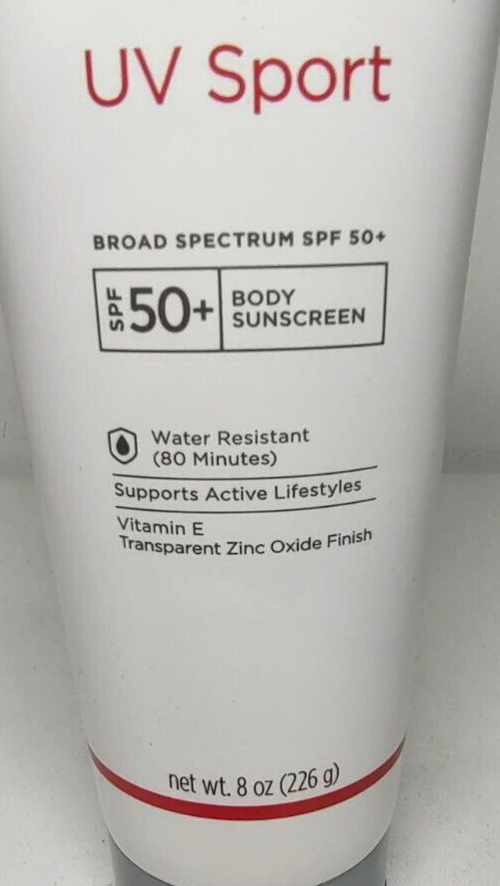 UV Sport
BROAD SPECTRUM SPF 50+
SPF 50+
BODY
SUNSCREEN
Water Resistant
(80 Minutes)
Supports Active Lifestyles
Vitamin E
Transparent Zinc Oxide Finish
net wt. 8 oz (226 g)